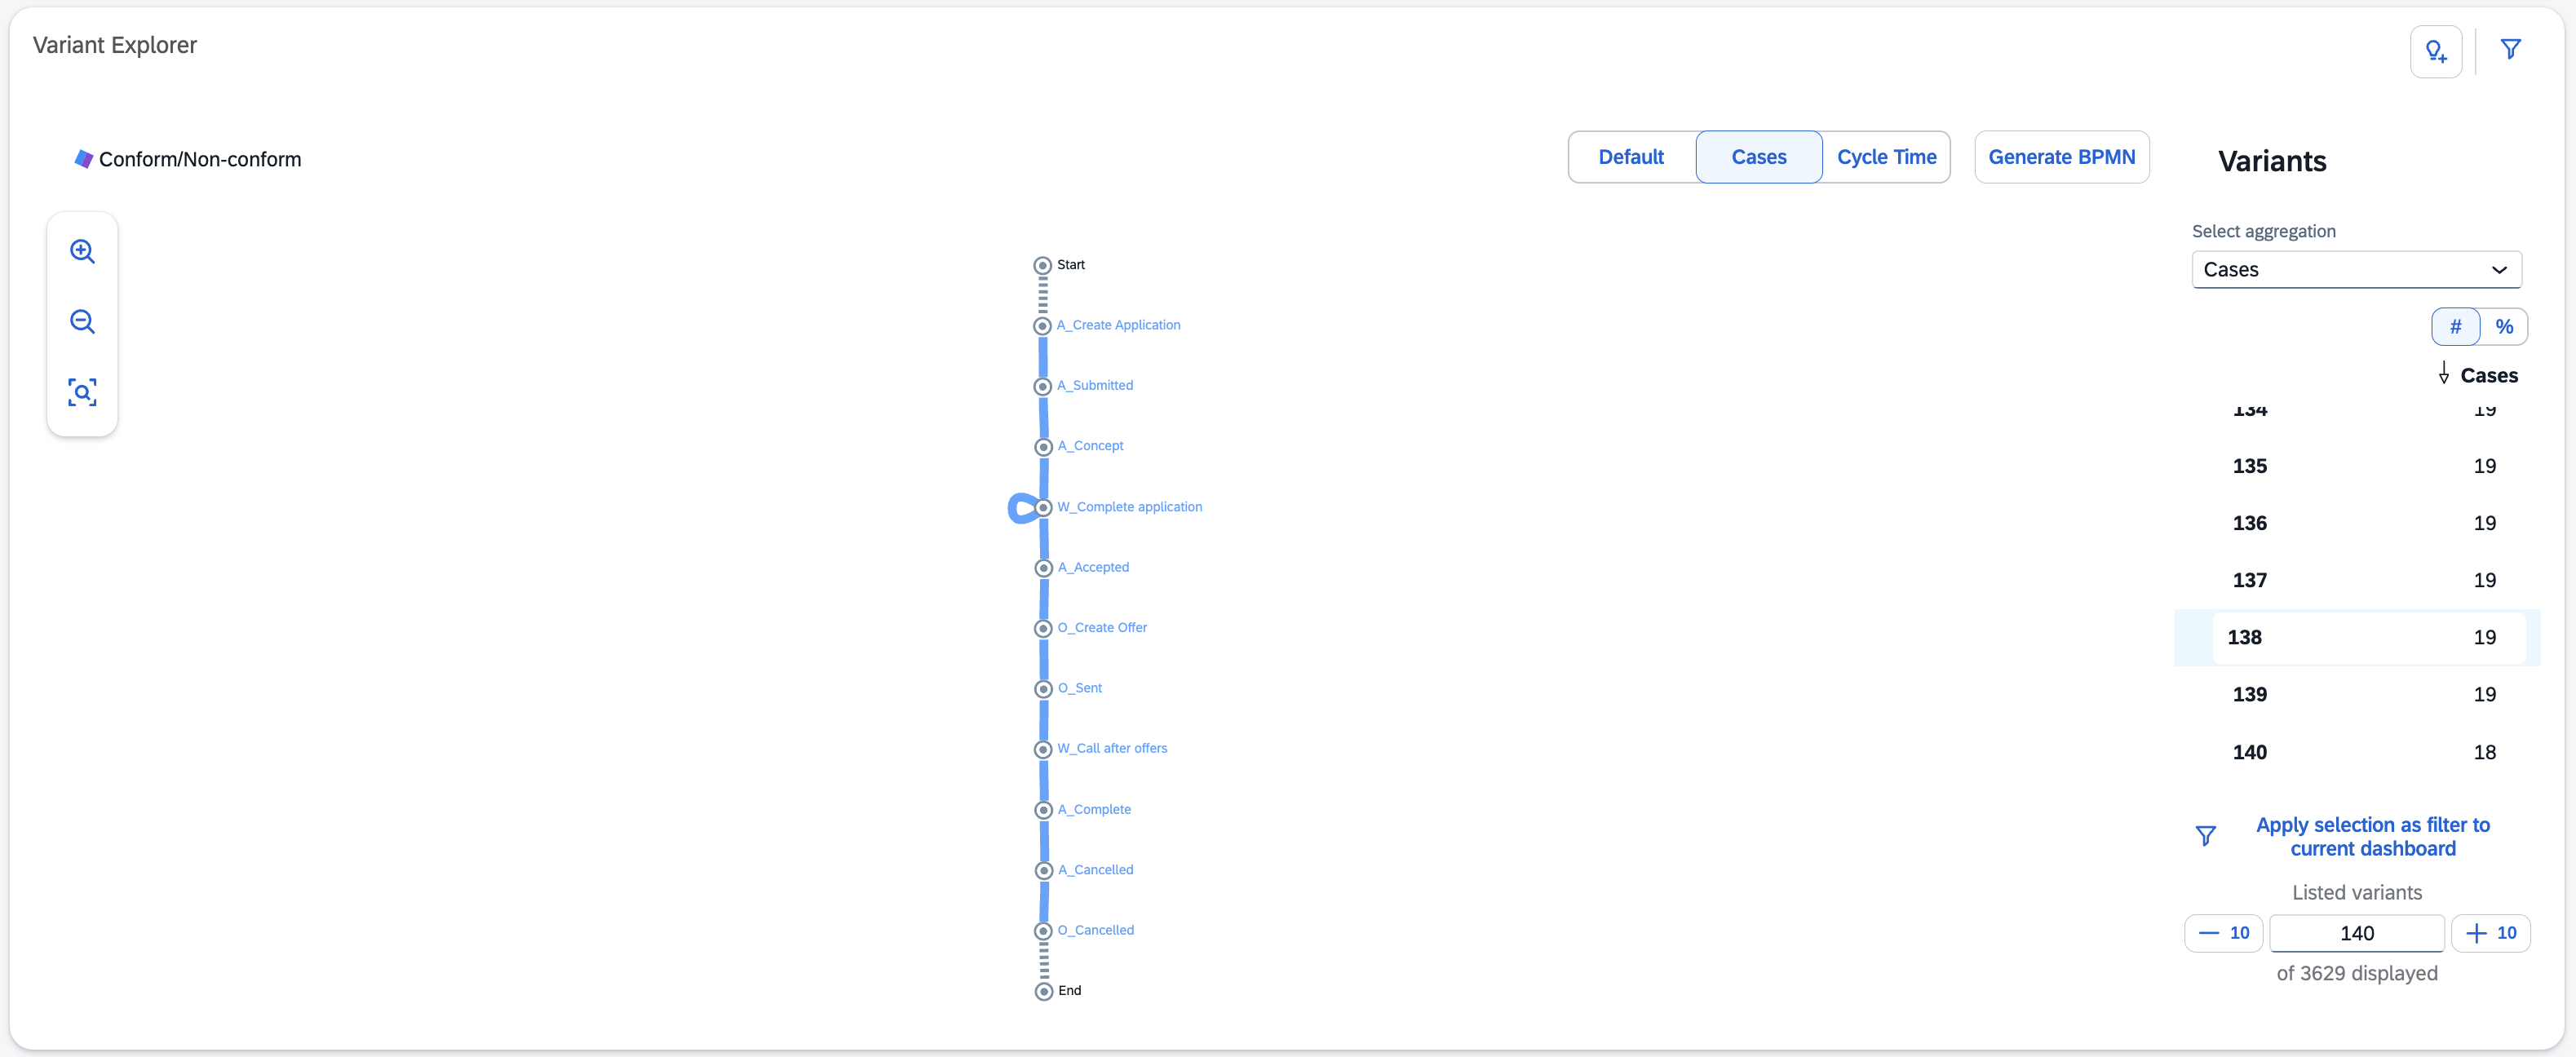 Variant Explorer
Conform/Non-conform
Default Cases Cycle Time Generate BPMN
Start
A_Create Application
A_Submitted
A_Concept
W_Complete application
A_Accepted
O_Create Offer
O_Sent
W_Call after offers
A_Complete
A_Cancelled
O_Cancelled
End
Variants
Select aggregation
Cases
# %
Cases
134 19
135 19
136 19
137 19
138 19
139 19
140 18
Apply selection as filter to
current dashboard
Listed variants
— 10 140 + 10
of 3629 displayed